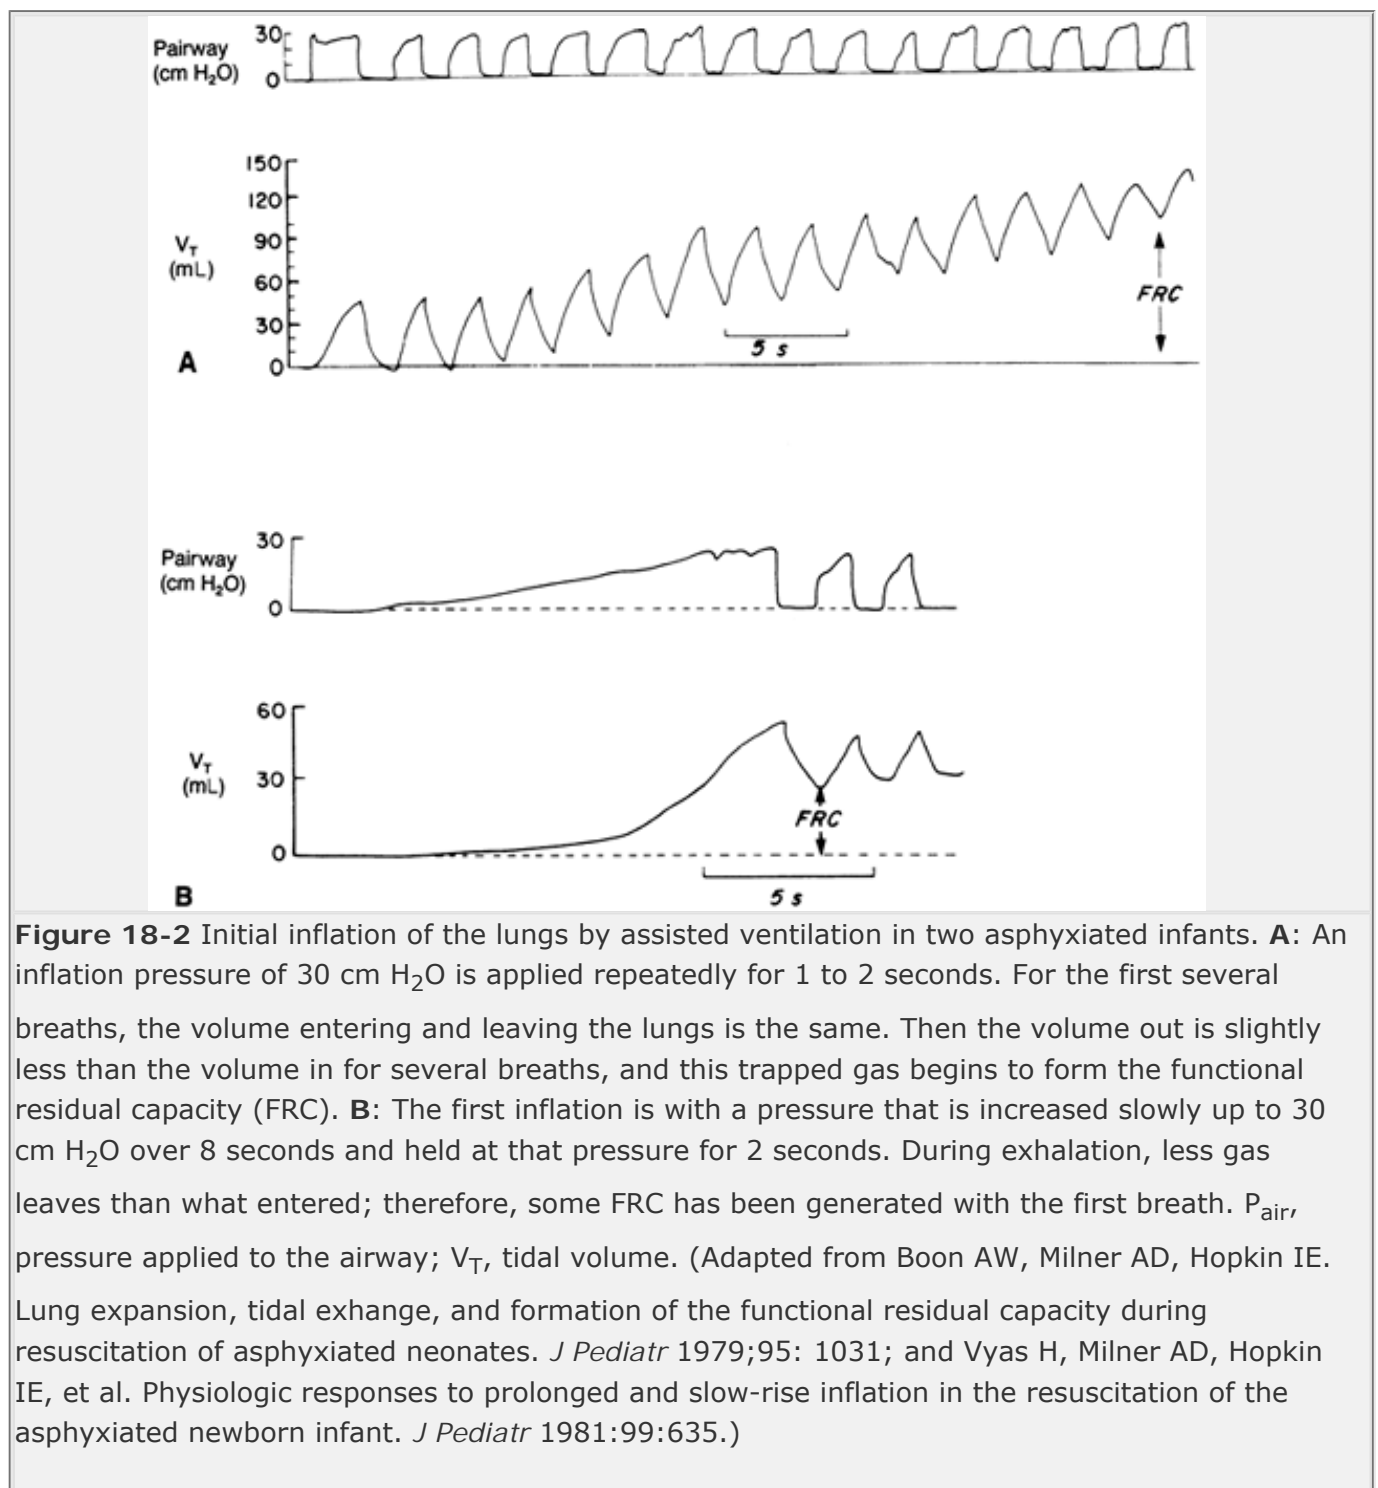 Pairway
(cm H₂O)
30
0
150
120
90
60
30
0
V_T
(mL)
5 s
FRC
A
Pairway
(cm H₂O)
30
0
60
30
0
V_T
(mL)
FRC
5 s
B
Figure 18-2 Initial inflation of the lungs by assisted ventilation in two asphyxiated infants. A: An
inflation pressure of 30 cm H₂O is applied repeatedly for 1 to 2 seconds. For the first several
breaths, the volume entering and leaving the lungs is the same. Then the volume out is slightly
less than the volume in for several breaths, and this trapped gas begins to form the functional
residual capacity (FRC). B: The first inflation is with a pressure that is increased slowly up to 30
cm H₂O over 8 seconds and held at that pressure for 2 seconds. During exhalation, less gas
leaves than what entered; therefore, some FRC has been generated with the first breath. P_air,
pressure applied to the airway; V_T, tidal volume. (Adapted from Boon AW, Milner AD, Hopkin IE.
Lung expansion, tidal exhange, and formation of the functional residual capacity during
resuscitation of asphyxiated neonates. J Pediatr 1979;95: 1031; and Vyas H, Milner AD, Hopkin
IE, et al. Physiologic responses to prolonged and slow-rise inflation in the resuscitation of the
asphyxiated newborn infant. J Pediatr 1981:99:635.)